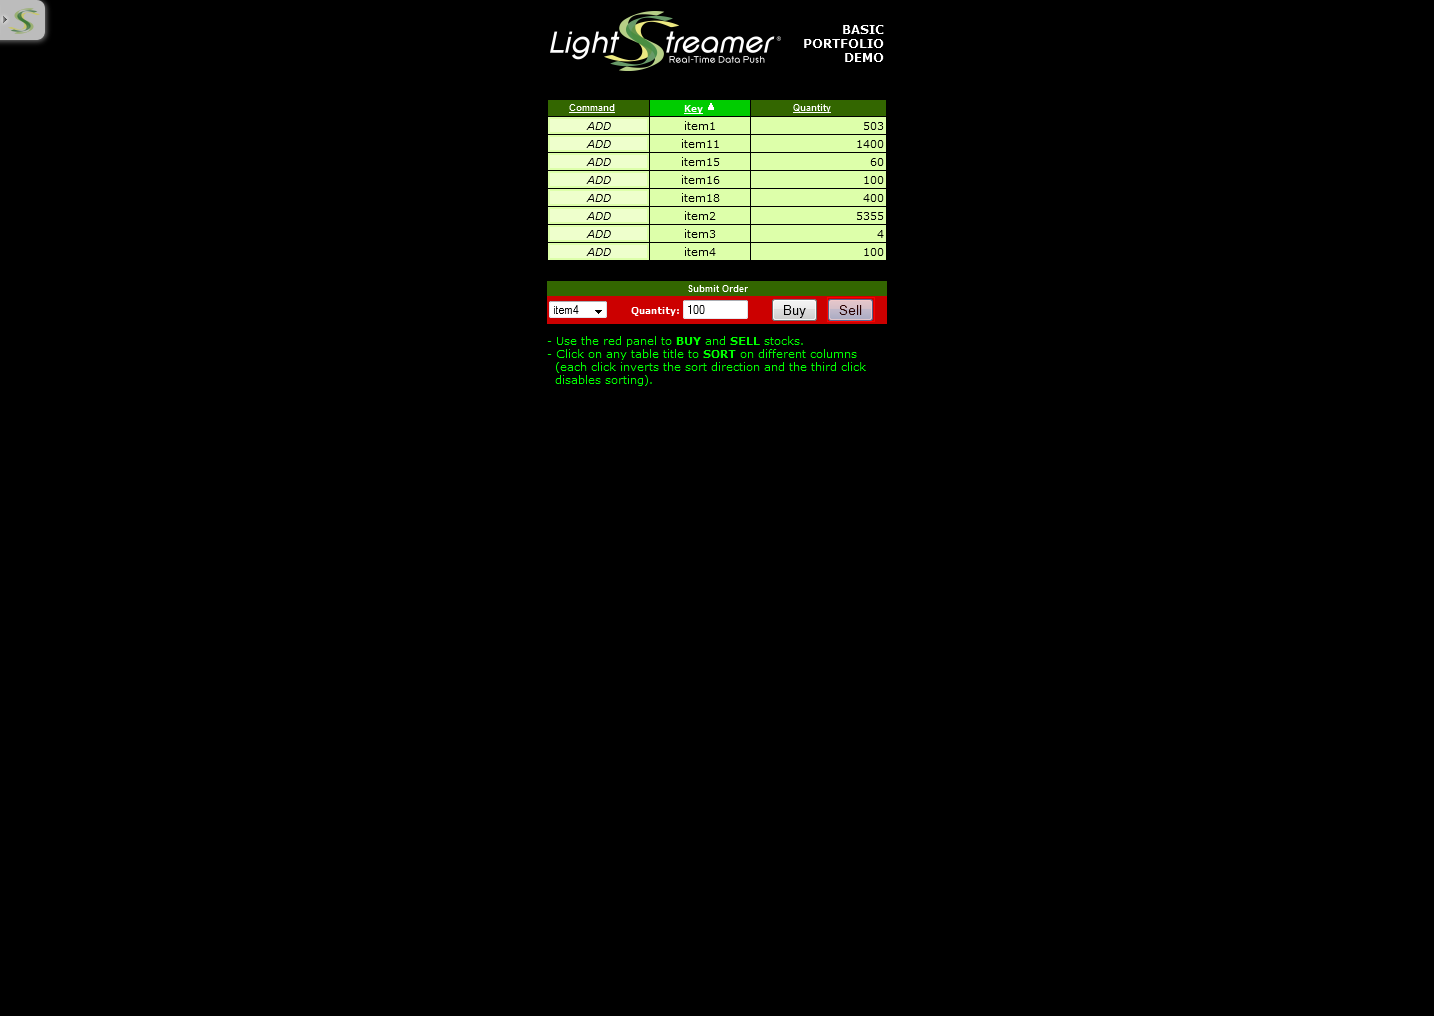 LightStreamer®
Real-Time Data Push
BASIC
PORTFOLIO
DEMO
Command Key Quantity
ADD item1 503
ADD item11 1400
ADD item15 60
ADD item16 100
ADD item18 400
ADD item2 5355
ADD item3 4
ADD item4 100
Submit Order
item4 Quantity: 100 Buy Sell
- Use the red panel to BUY and SELL stocks.
- Click on any table title to SORT on different columns
(each click inverts the sort direction and the third click
disables sorting).